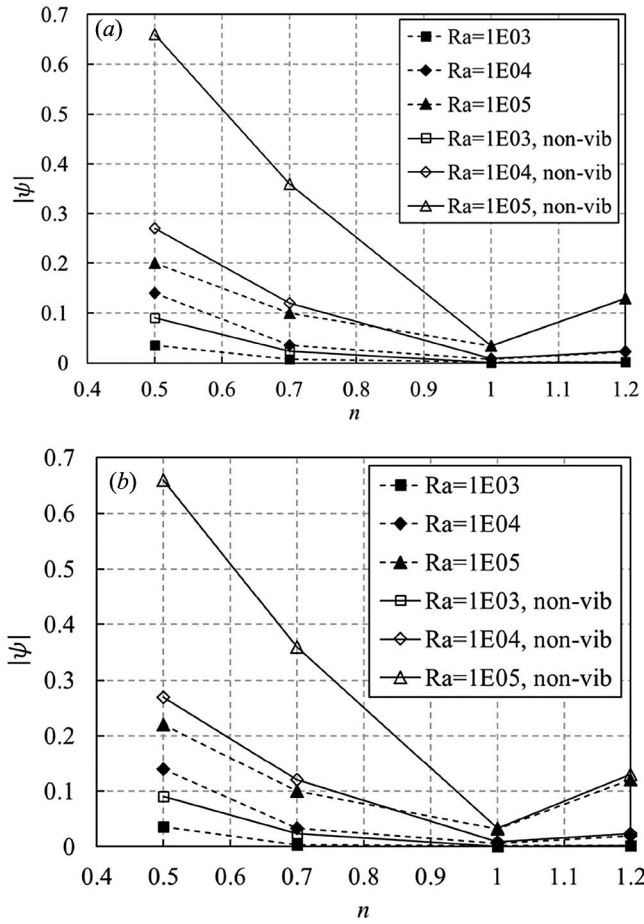 (a)
0.7
0.6
0.5
0.4
0.3
0.2
0.1
0
|ψ|
Ra=1E03
Ra=1E04
Ra=1E05
Ra=1E03, non-vib
Ra=1E04, non-vib
Ra=1E05, non-vib
0.4 0.5 0.6 0.7 0.8 0.9 1 1.1 1.2
n
(b)
0.7
0.6
0.5
0.4
0.3
0.2
0.1
0
|ψ|
Ra=1E03
Ra=1E04
Ra=1E05
Ra=1E03, non-vib
Ra=1E04, non-vib
Ra=1E05, non-vib
0.4 0.5 0.6 0.7 0.8 0.9 1 1.1 1.2
n